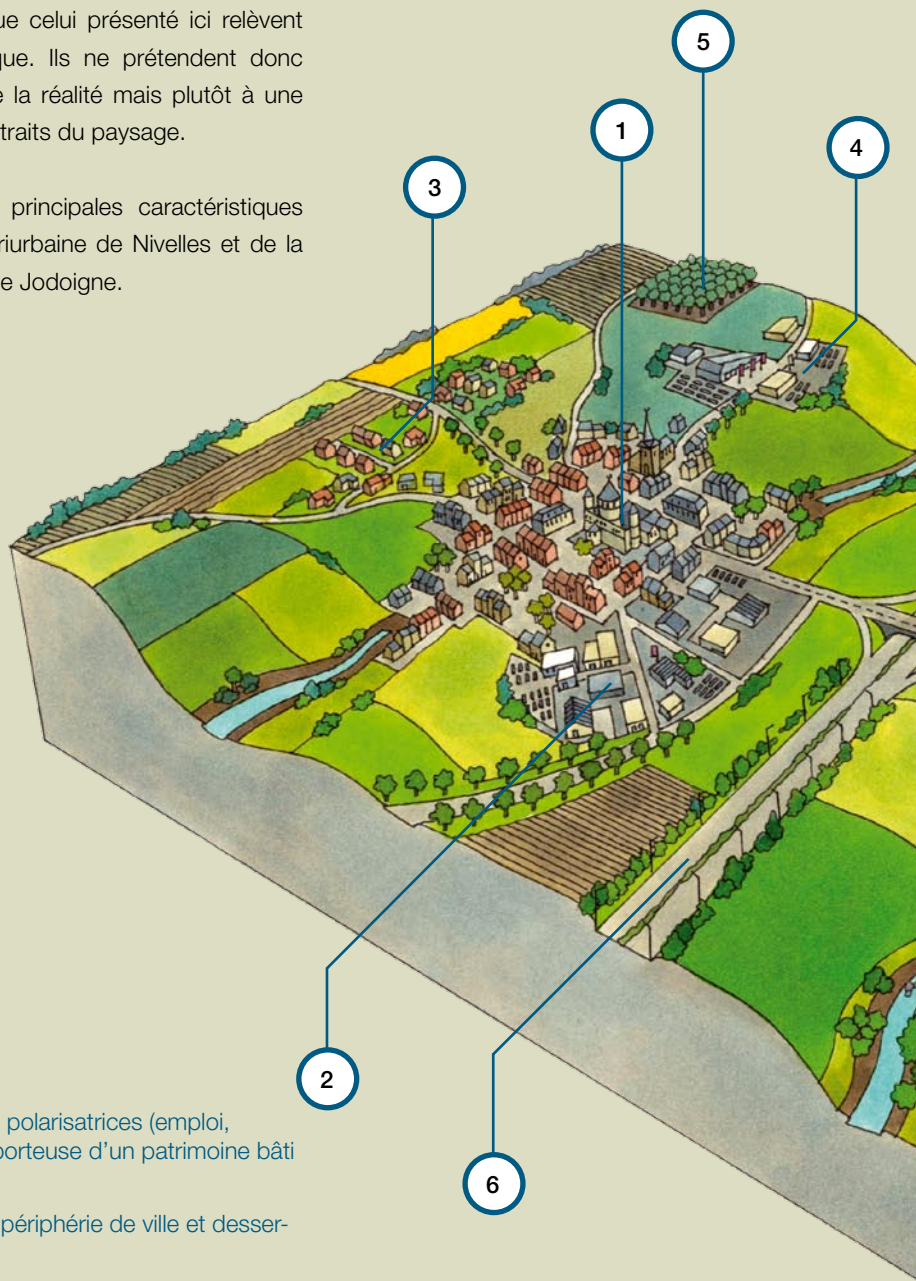 ue celui présenté ici relèvent
que. Ils ne prétendent donc
e la réalité mais plutôt à une
traits du paysage.
principales caractéristiques
riurbaine de Nivelles et de la
e Jodoigne.
5
1
4
3
2
6
polarisatrices (emploi,
porteuse d’un patrimoine bâti
périphérie de ville et desser-